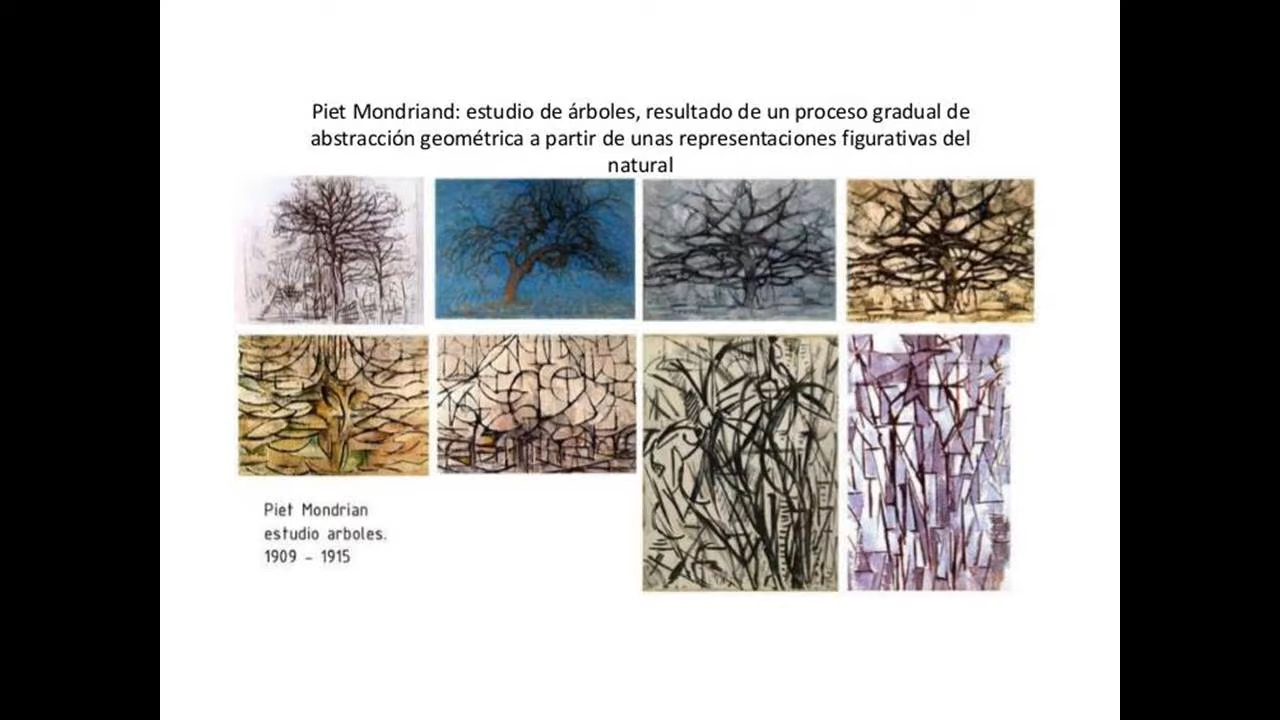 Piet Mondriand: estudio de árboles, resultado de un proceso gradual de
abstracción geométrica a partir de unas representaciones figurativas del
natural
Piet Mondrian
estudio arboles.
1909 – 1915